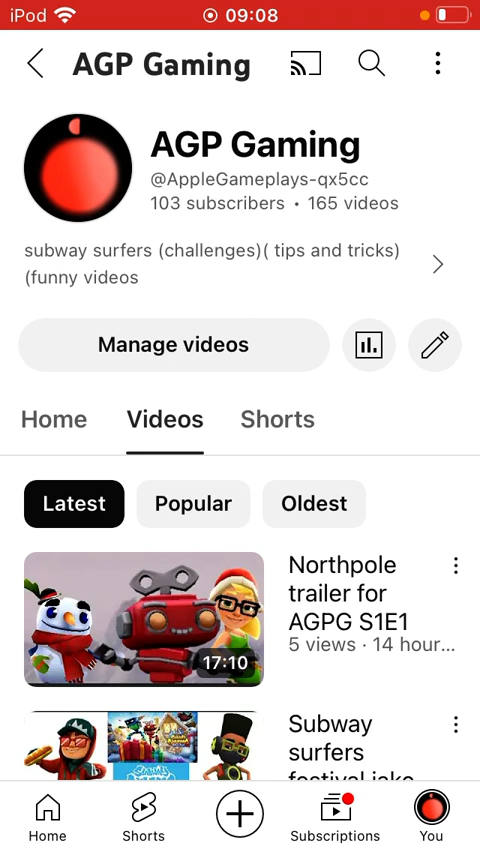 iPod 09:08
AGP Gaming
AGP Gaming
@AppleGameplays-qx5cc
103 subscribers • 165 videos
subway surfers (challenges)( tips and tricks)
(funny videos
Manage videos
Home Videos Shorts
Latest Popular Oldest
Northpole
trailer for
AGPG S1E1
5 views · 14 hour...
17:10
Subway
surfers
festival jake
Home Shorts Subscriptions You